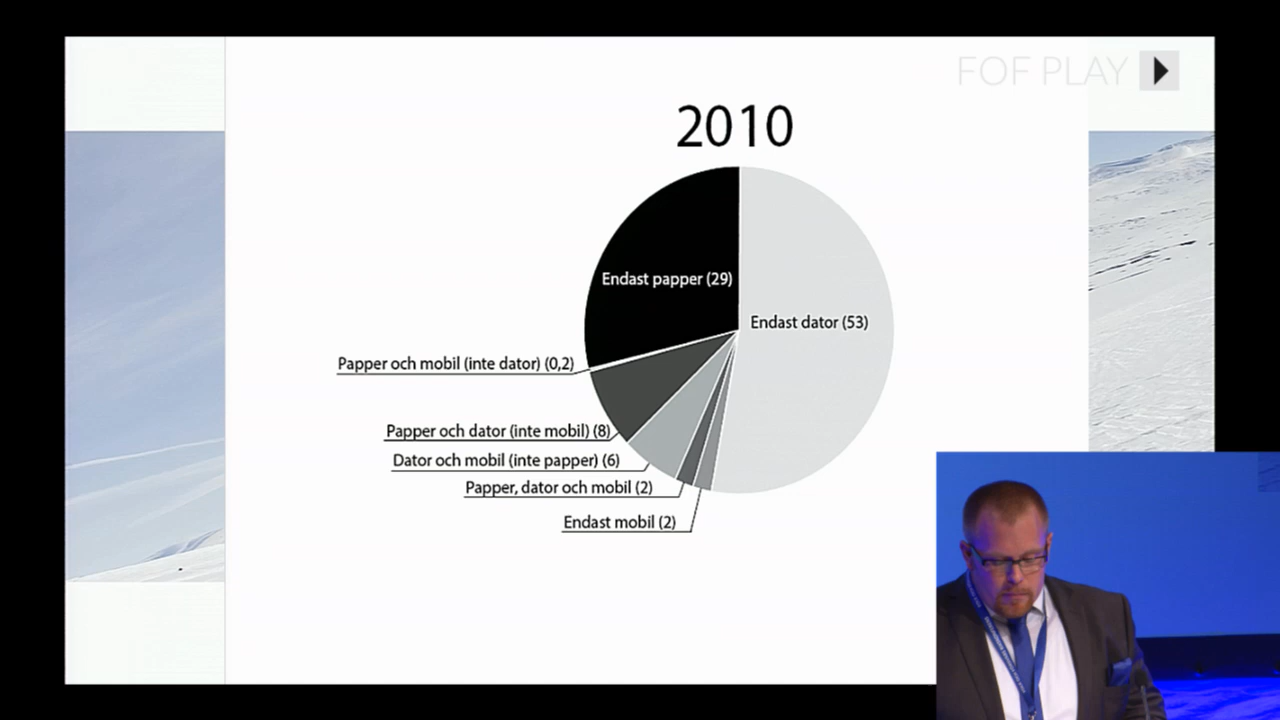 FOF PLAY
2010
Endast papper (29)
Endast dator (53)
Papper och mobil (inte dator) (0,2)
Papper och dator (inte mobil) (8)
Dator och mobil (inte papper) (6)
Papper, dator och mobil (2)
Endast mobil (2)